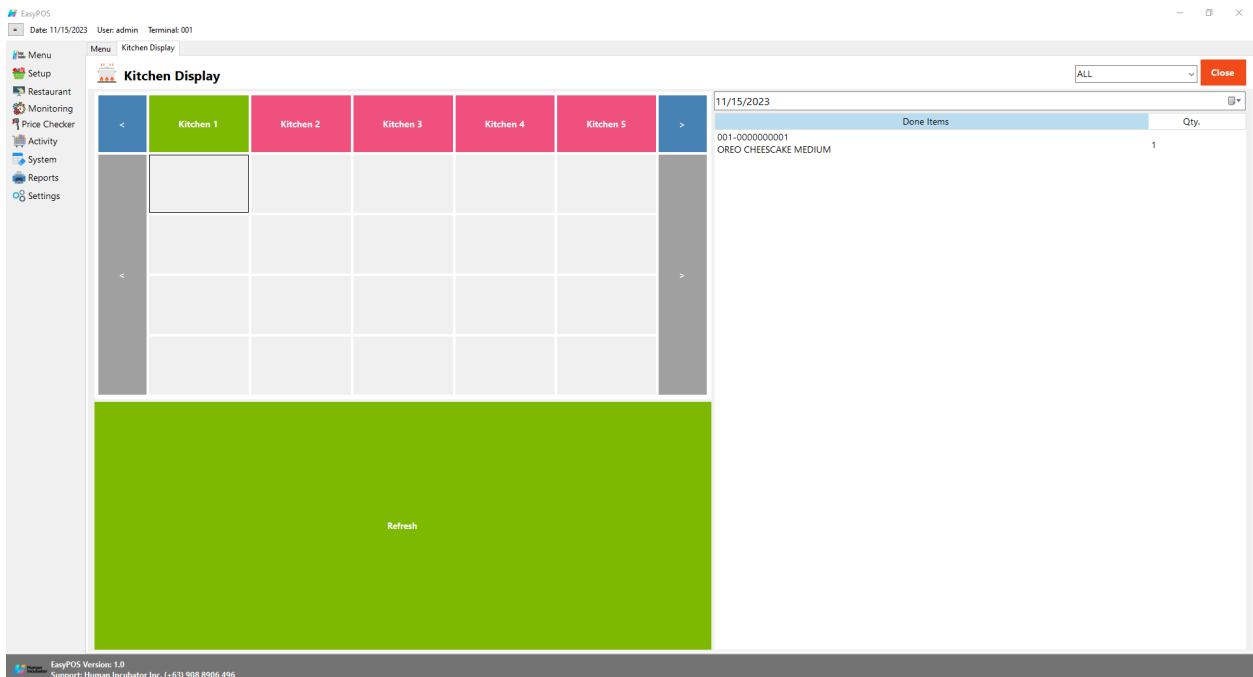 EasyPOS
Date: 11/15/2023 User: admin Terminal: 001
Menu
Setup
Restaurant
Monitoring
Price Checker
Activity
System
Reports
Settings
Menu Kitchen Display
Kitchen Display
ALL
Close
< Kitchen 1 Kitchen 2 Kitchen 3 Kitchen 4 Kitchen 5 >
< >
Refresh
11/15/2023
Done Items Qty.
001-0000000001
OREO CHEESCAKE MEDIUM 1
Human
Incubator
EasyPOS Version: 1.0
Support: Human Incubator Inc. (+63) 908 8906 496